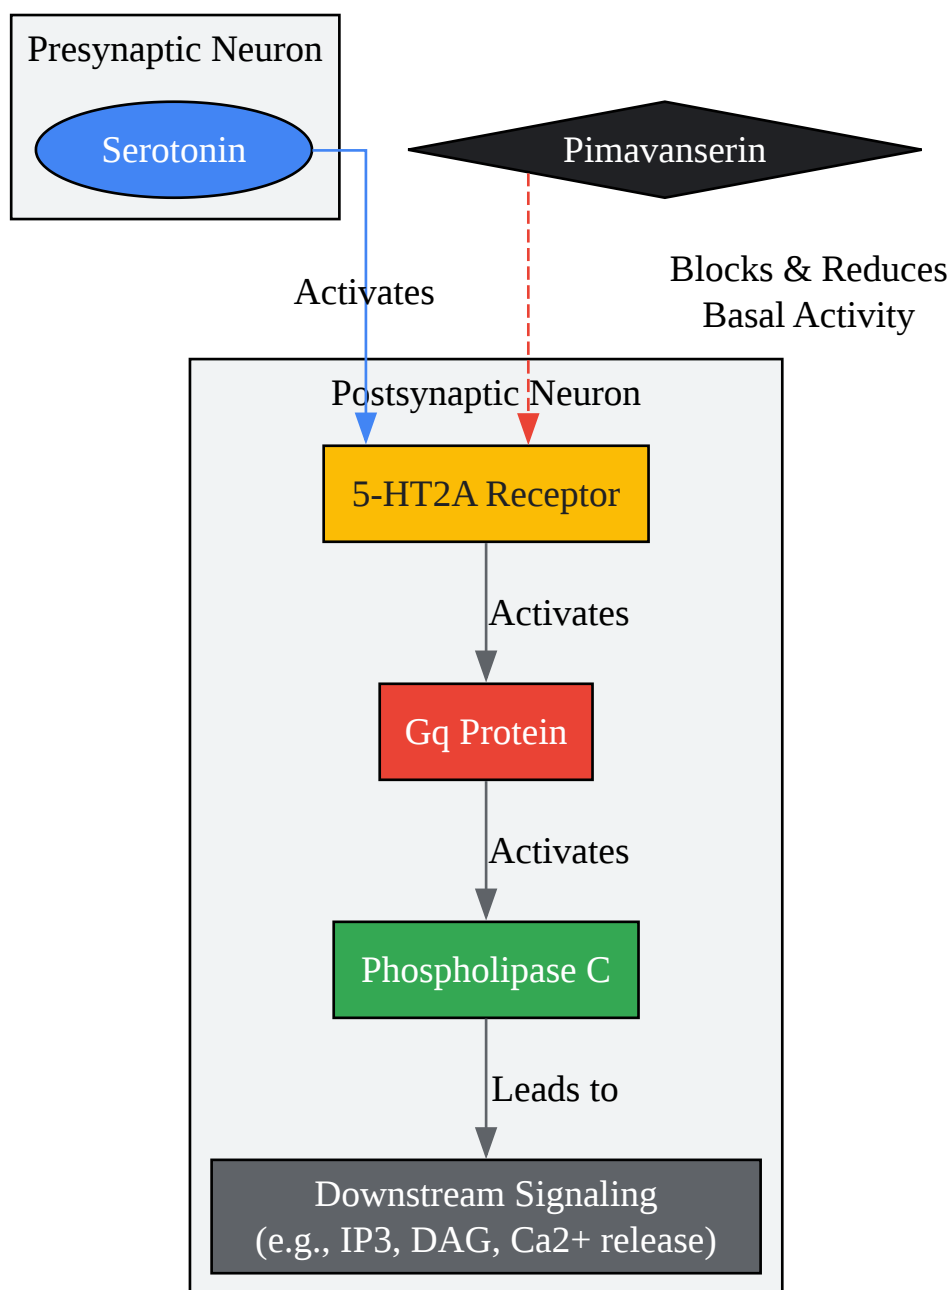 Presynaptic Neuron
Serotonin
Pimavanserin
Activates
Blocks & Reduces
Basal Activity
Postsynaptic Neuron
5-HT2A Receptor
Activates
Gq Protein
Activates
Phospholipase C
Leads to
Downstream Signaling
(e.g., IP3, DAG, Ca2+ release)